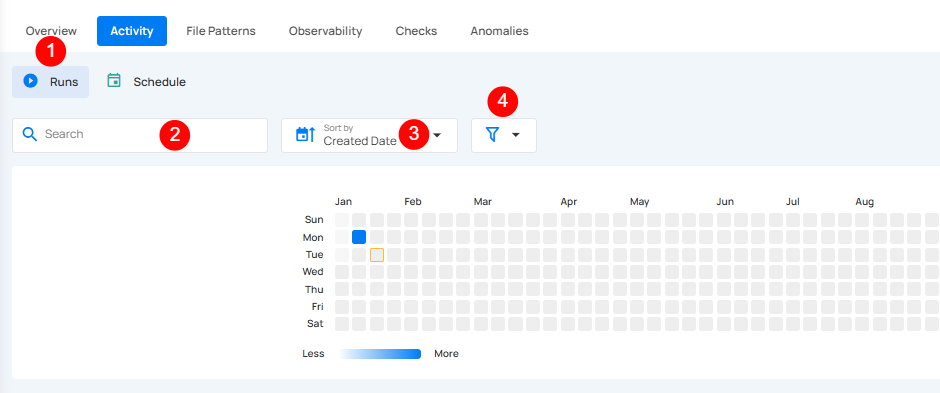 Overview Activity File Patterns Observability Checks Anomalies
1
Runs Schedule
4
Search 2
Sort by
Created Date 3
Jan Feb Mar Apr May Jun Jul Aug
Sun
Mon
Tue
Wed
Thu
Fri
Sat
Less More